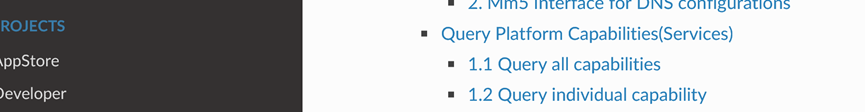 ROJECTS
AppStore
Developer
2. Mm5 Interface for DNS configurations
Query Platform Capabilities(Services)
1.1 Query all capabilities
1.2 Query individual capability